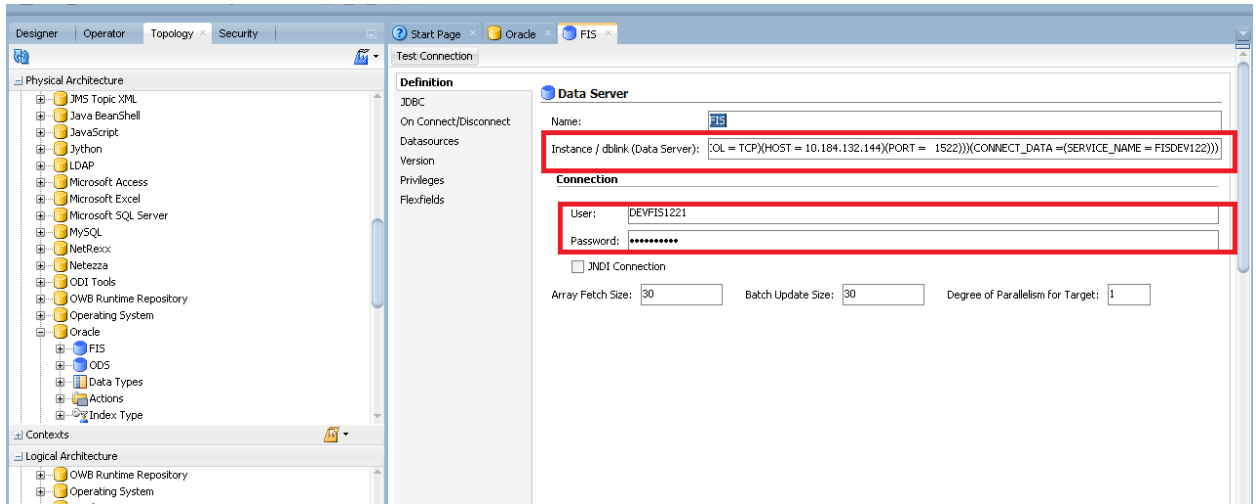 Designer Operator Topology Security
Start Page Oracle FIS
Test Connection
Physical Architecture
JMS Topic XML
Java BeanShell
JavaScript
Jython
LDAP
Microsoft Access
Microsoft Excel
Microsoft SQL Server
MySQL
NetRexx
Netezza
ODI Tools
OWB Runtime Repository
Operating System
Oracle
FIS
ODS
Data Types
Actions
Index Type
Contexts
Logical Architecture
OWB Runtime Repository
Operating System
Definition
JDBC
On Connect/Disconnect
Datasources
Version
Privileges
Flexfields
Data Server
Name: FIS
Instance / dblink (Data Server): COL = TCP)(HOST = 10.184.132.144)(PORT = 1522)))(CONNECT_DATA =(SERVICE_NAME = FISDEV122)))
Connection
User: DEVFIS1221
Password: ••••••••••
JNDI Connection
Array Fetch Size: 30 Batch Update Size: 30 Degree of Parallelism for Target: 1